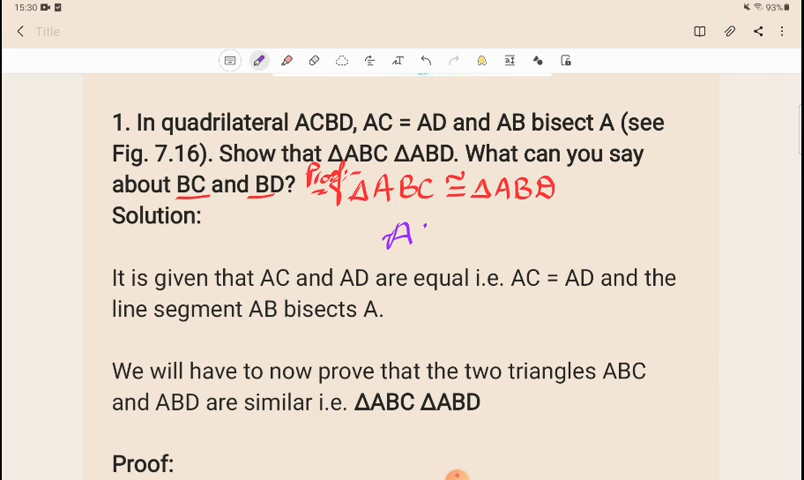 15:30 93%
Title
1. In quadrilateral ACBD, AC = AD and AB bisect A (see
Fig. 7.16). Show that ΔABC ΔABD. What can you say
about BC and BD? Proof:- ΔABC ≅ ΔABD
Solution:
A
It is given that AC and AD are equal i.e. AC = AD and the
line segment AB bisects A.
We will have to now prove that the two triangles ABC
and ABD are similar i.e. ΔABC ΔABD
Proof: